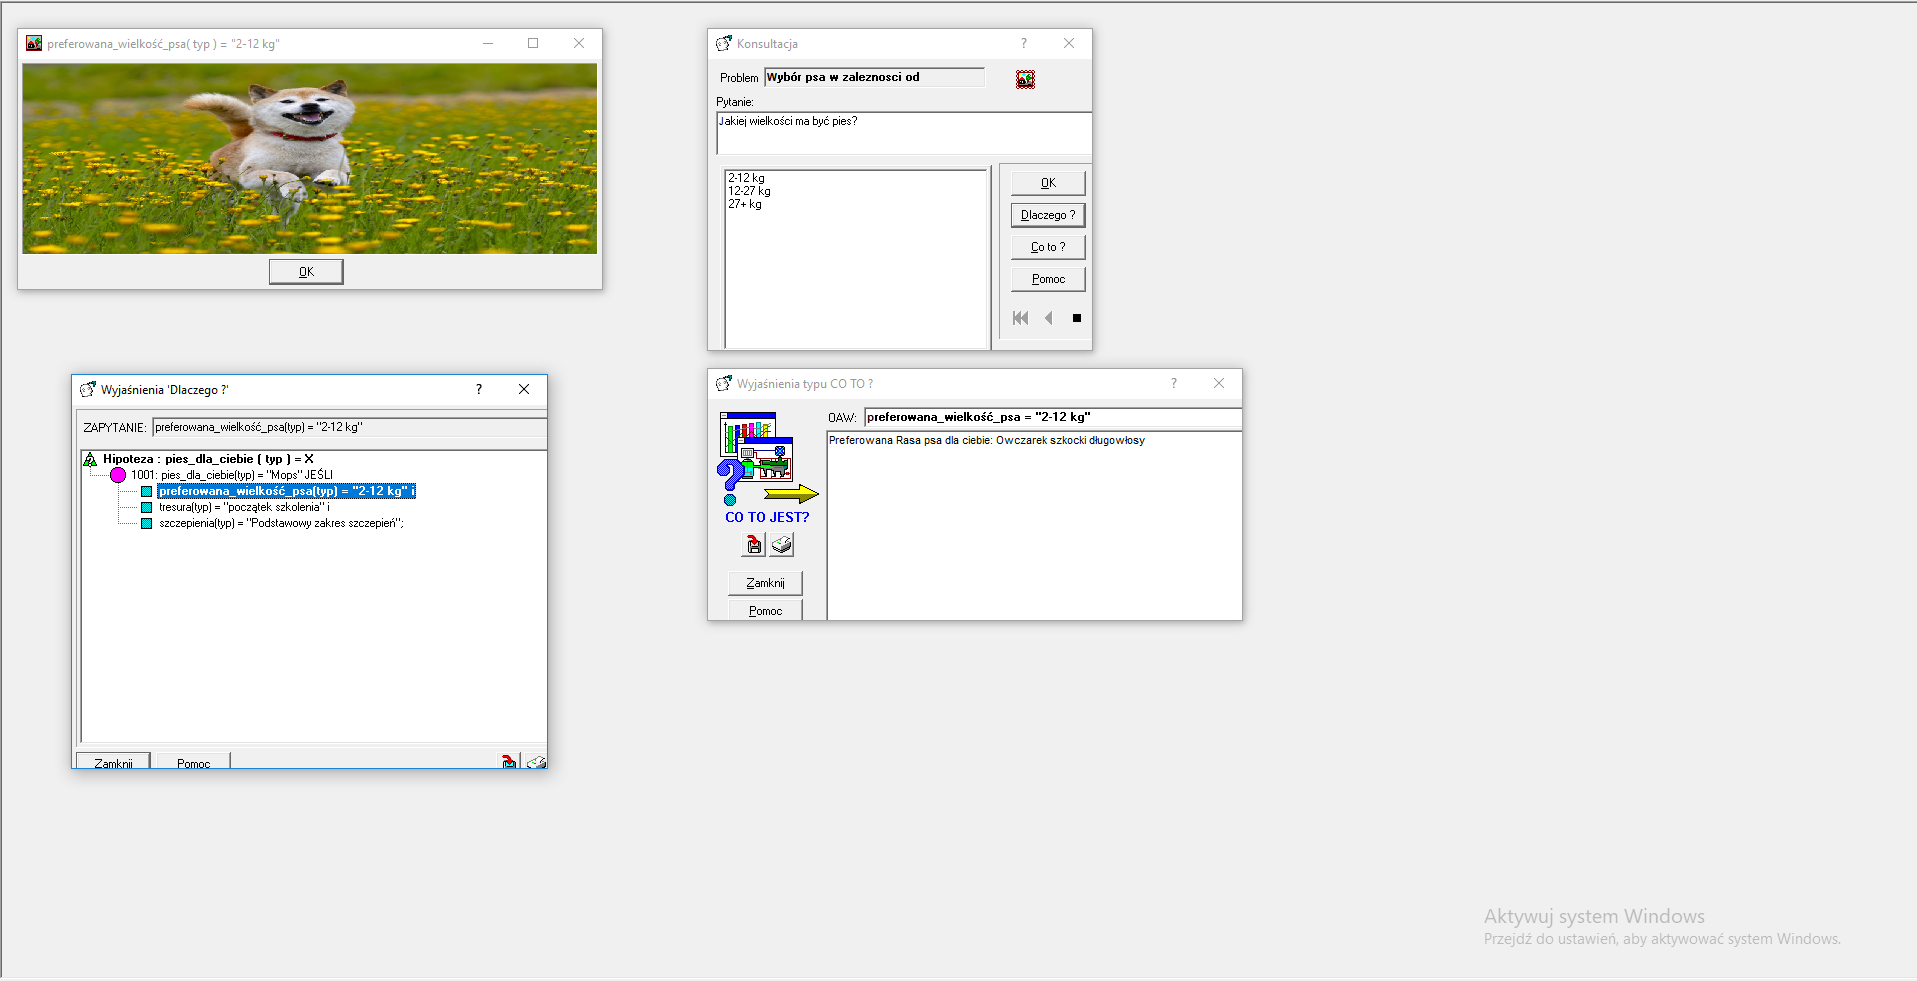 preferowana_wielkość_psa( typ ) = "2-12 kg"
OK
Konsultacja
?
Problem Wybór psa w zaleznosci od
Pytanie:
Jakiej wielkości ma być pies?
2-12 kg
12-27 kg
27+ kg
OK
Dlaczego ?
Co to ?
Pomoc
Wyjaśnienia 'Dlaczego ?'
?
ZAPYTANIE: preferowana_wielkość_psa(typ) = "2-12 kg"
Hipoteza : pies_dla_ciebie ( typ ) = X
1001: pies_dla_ciebie(typ) = "Mops" JEŚLI
preferowana_wielkość_psa(typ) = "2-12 kg" i
tresura(typ) = "początek szkolenia" i
szczepienia(typ) = "Podstawowy zakres szczepień";
Zamknij
Pomoc
Wyjaśnienia typu CO TO ?
?
OAW: preferowana_wielkość_psa = "2-12 kg"
Preferowana Rasa psa dla ciebie: Owczarek szkocki długowłosy
CO TO JEST?
Zamknij
Pomoc
Aktywuj system Windows
Przejdź do ustawień, aby aktywować system Windows.